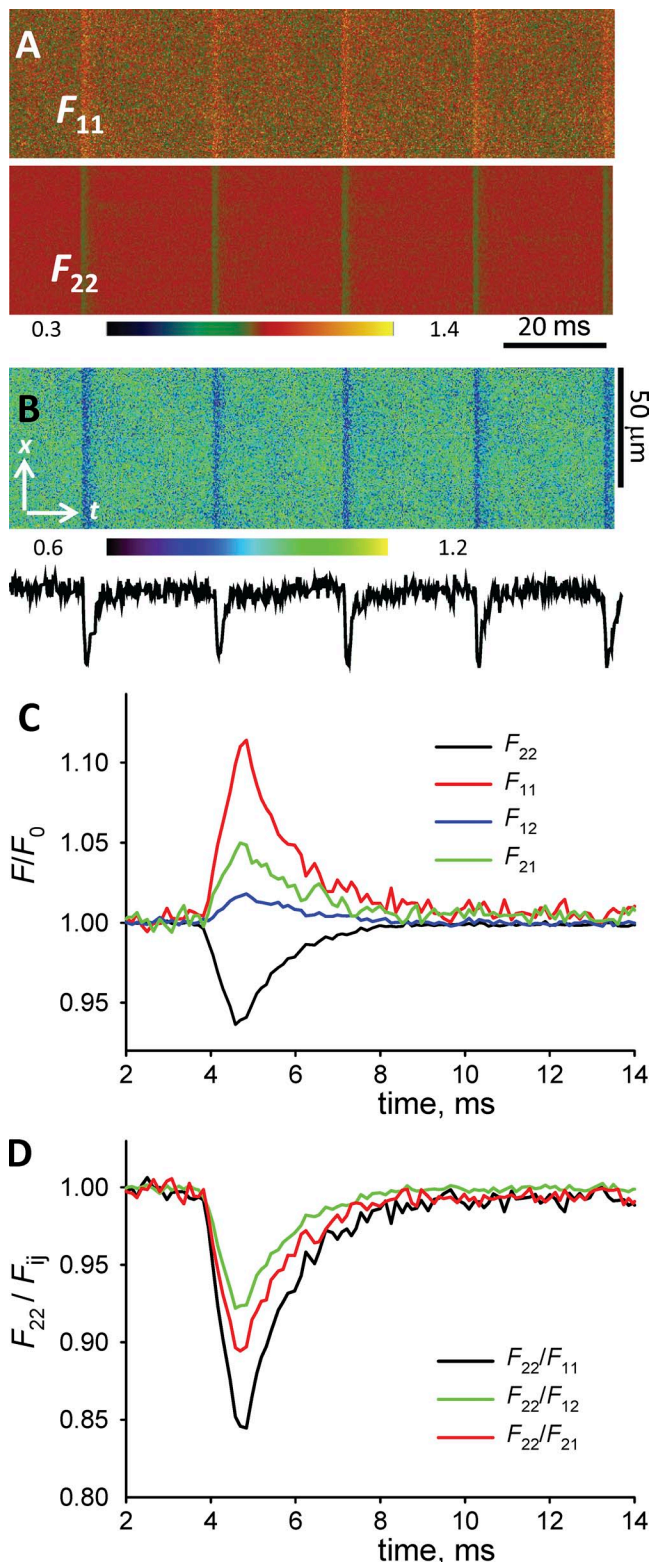 A
F11
F22
0.3 1.4 20 ms
B
x
t
50 µm
0.6 1.2
C
F/F0
1.10
1.05
1.00
0.95
F22
F11
F12
F21
2 4 6 8 10 12 14
time, ms
D
F22 / Fij
1.00
0.95
0.90
0.85
0.80
F22/F11
F22/F12
F22/F21
2 4 6 8 10 12 14
time, ms